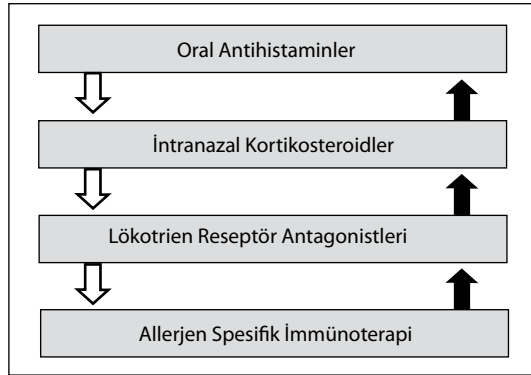 Oral Antihistaminler
İntranazal Kortikosteroidler
Lökotrien Reseptör Antagonistleri
Allerjen Spesifik İmmünoterapi